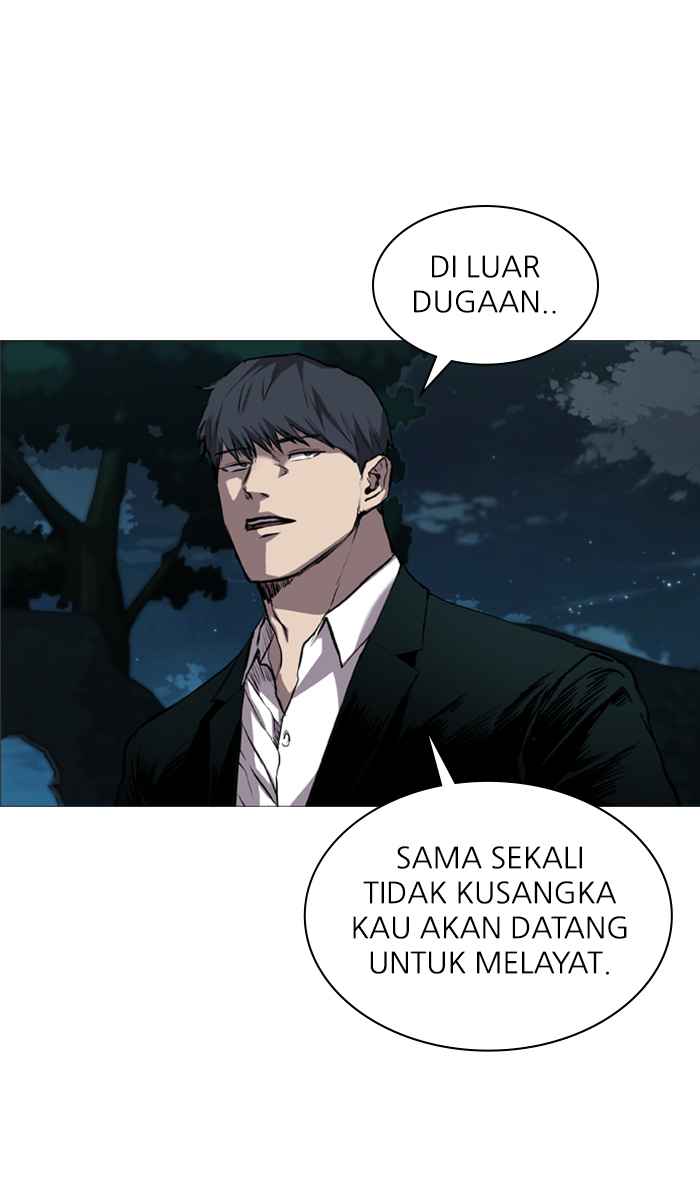 DI LUAR
DUGAAN..
SAMA SEKALI
TIDAK KUSANGKA
KAU AKAN DATANG
UNTUK MELAYAT.